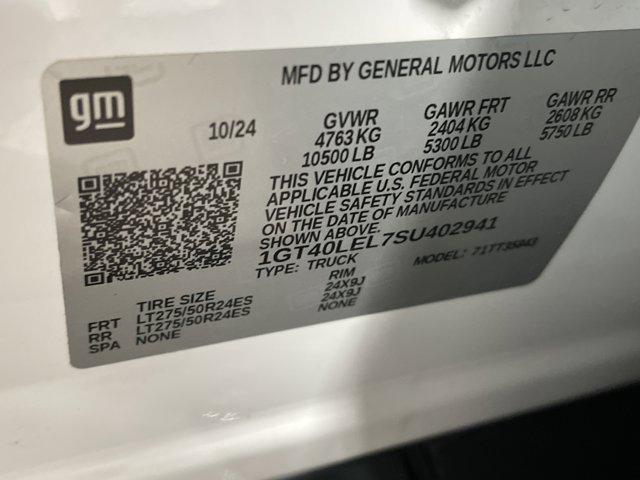 gm
MFD BY GENERAL MOTORS LLC
10/24
GVWR
4763 KG
10500 LB
GAWR FRT
2404 KG
5300 LB
GAWR RR
2608 KG
5750 LB
THIS VEHICLE CONFORMS TO ALL
APPLICABLE U.S. FEDERAL MOTOR
VEHICLE SAFETY STANDARDS IN EFFECT
ON THE DATE OF MANUFACTURE
SHOWN ABOVE.
1GT40LEL7SU402941
TYPE: TRUCK
MODEL: 71TT35943
TIRE SIZE RIM
FRT LT275/50R24ES 24X9J
RR LT275/50R24ES 24X9J
SPA NONE NONE